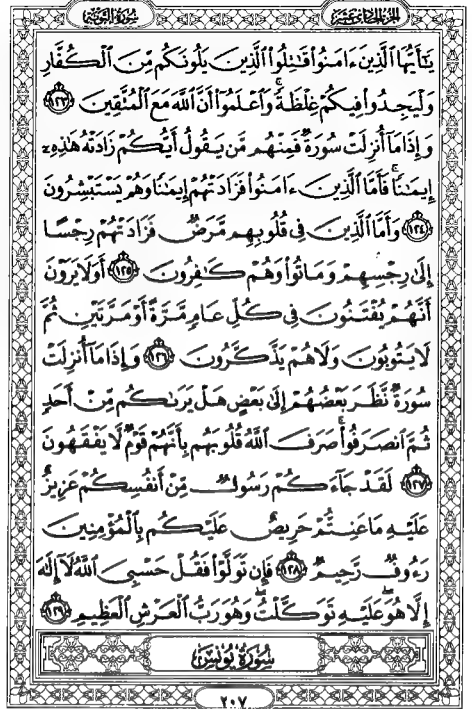 الجزء الحادي عشر
سورة التوبة
يَٰٓأَيُّهَا ٱلَّذِينَ ءَامَنُوا۟ قَٰتِلُوا۟ ٱلَّذِينَ يَلُونَكُم مِّنَ ٱلْكُفَّارِ
وَلْيَجِدُوا۟ فِيكُمْ غِلْظَةً ۚ وَٱعْلَمُوٓا۟ أَنَّ ٱللَّهَ مَعَ ٱلْمُتَّقِينَ ١٢٣
وَإِذَا مَآ أُنزِلَتْ سُورَةٌ فَمِنْهُم مَّن يَقُولُ أَيُّكُمْ زَادَتْهُ هَٰذِهِۦٓ
إِيمَٰنًا ۚ فَأَمَّا ٱلَّذِينَ ءَامَنُوا۟ فَزَادَتْهُمْ إِيمَٰنًا وَهُمْ يَسْتَبْشِرُونَ
١٢٤ وَأَمَّا ٱلَّذِينَ فِى قُلُوبِهِم مَّرَضٌ فَزَادَتْهُمْ رِجْسًا
إِلَىٰ رِجْسِهِمْ وَمَاتُوا۟ وَهُمْ كَٰفِرُونَ ١٢٥ أَوَلَا يَرَوْنَ
أَنَّهُمْ يُفْتَنُونَ فِى كُلِّ عَامٍ مَّرَّةً أَوْ مَرَّتَيْنِ ثُمَّ
لَا يَتُوبُونَ وَلَا هُمْ يَذَّكَّرُونَ ١٢٦ وَإِذَا مَآ أُنزِلَتْ
سُورَةٌ نَّظَرَ بَعْضُهُمْ إِلَىٰ بَعْضٍ هَلْ يَرَىٰكُم مِّنْ أَحَدٍ
ثُمَّ ٱنصَرَفُوا۟ ۚ صَرَفَ ٱللَّهُ قُلُوبَهُم بِأَنَّهُمْ قَوْمٌ لَّا يَفْقَهُونَ
١٢٧ لَقَدْ جَآءَكُمْ رَسُولٌ مِّنْ أَنفُسِكُمْ عَزِيزٌ
عَلَيْهِ مَا عَنِتُّمْ حَرِيصٌ عَلَيْكُم بِٱلْمُؤْمِنِينَ
رَءُوفٌ رَّحِيمٌ ١٢٨ فَإِن تَوَلَّوْا۟ فَقُلْ حَسْبِىَ ٱللَّهُ لَآ إِلَٰهَ
إِلَّا هُوَ ۖ عَلَيْهِ تَوَكَّلْتُ ۖ وَهُوَ رَبُّ ٱلْعَرْشِ ٱلْعَظِيمِ ١٢٩
سُورَةُ يُونُسَ
٢٠٧